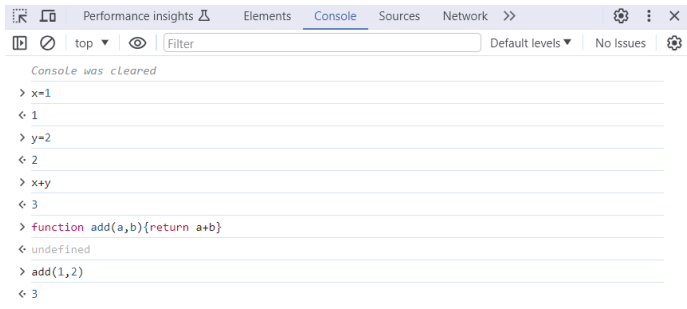 Performance insights Elements Console Sources Network
top Filter Default levels No Issues
Console was cleared
> x=1
<· 1
> y=2
<· 2
> x+y
<· 3
> function add(a,b){return a+b}
<· undefined
> add(1,2)
<· 3